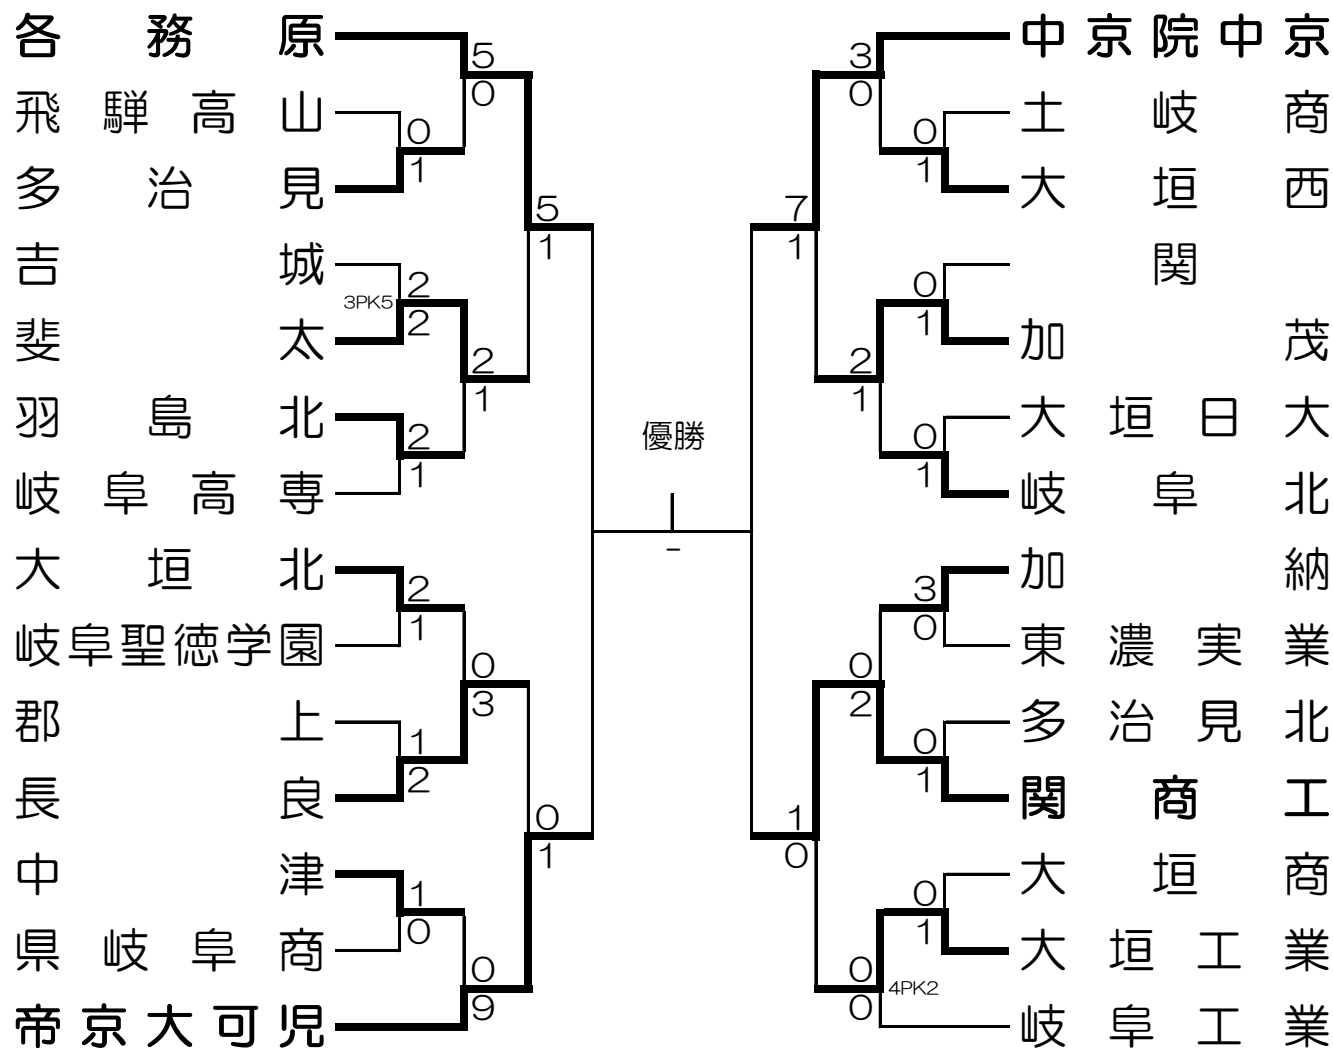 各務原
5
0
飛騨高山
0
1
多治見
5
1
吉城
3PK5
2
2
斐太
2
1
羽島北
2
1
岐阜高専
大垣北
2
1
岐阜聖徳学園
0
3
郡上
1
2
長良
0
1
中津
1
0
県岐阜商
0
9
帝京大可児
優勝
-
中京院中京
3
0
土岐商
0
1
大垣西
7
1
関
0
1
加茂
2
1
大垣日大
0
1
岐阜北
加納
3
0
東濃実業
0
2
多治見北
0
1
関商工
1
0
大垣商
0
1
大垣工業
0
0
4PK2
岐阜工業